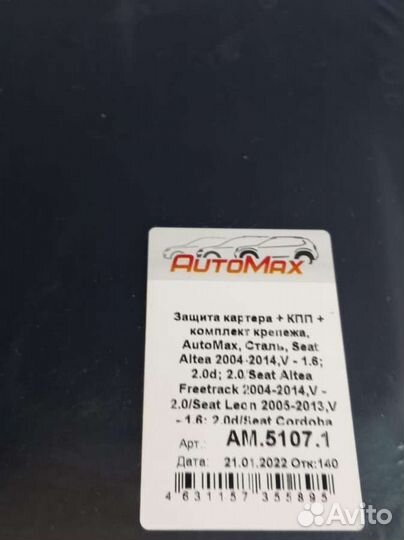 AUTOMAX
Защита картера + КПП +
комплект крепежа,
AutoMax, Сталь, Seat
Altea 2004-2014,V - 1.6;
2.0d; 2.0/Seat Altea
Freetrack 2004-2014,V -
2.0/Seat Leon 2005-2013,V
- 1.6; 2.0d/Seat Cordoba
Арт.: AM.5107.1
Дата: 21.01.2022 Отк:140
4 631157 355895
Avito